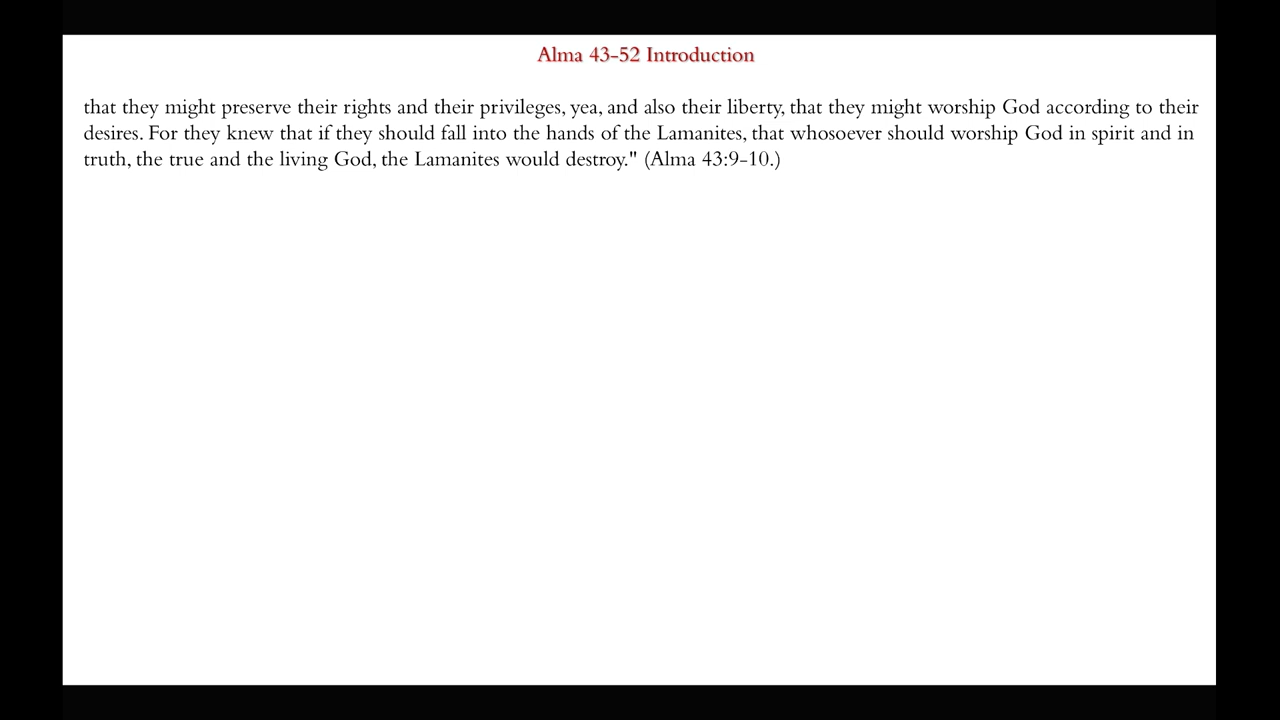 Alma 43-52 Introduction
that they might preserve their rights and their privileges, yea, and also their liberty, that they might worship God according to their
desires. For they knew that if they should fall into the hands of the Lamanites, that whosoever should worship God in spirit and in
truth, the true and the living God, the Lamanites would destroy." (Alma 43:9-10.)